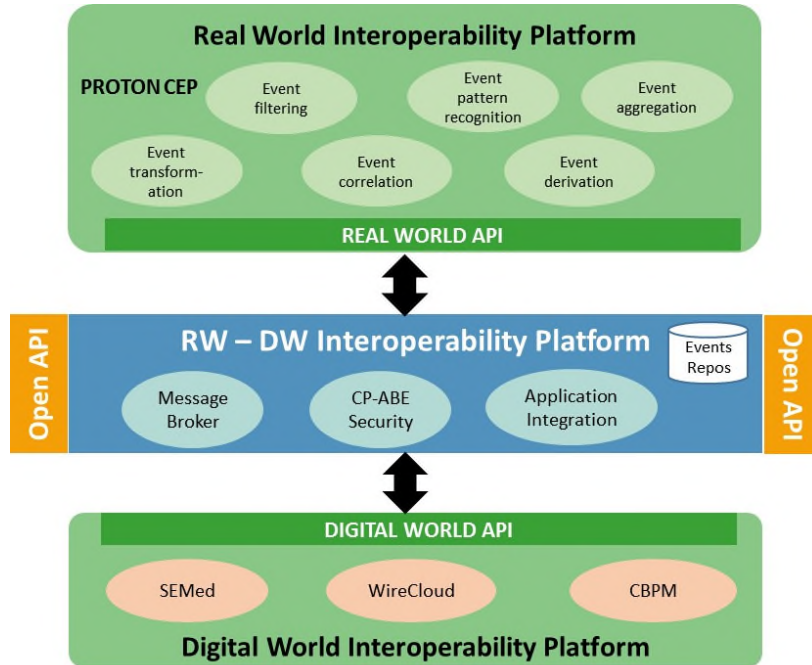 Real World Interoperability Platform
PROTON CEP
Event
filtering
Event
pattern
recognition
Event
aggregation
Event
transform-
ation
Event
correlation
Event
derivation
REAL WORLD API
Open API
RW – DW Interoperability Platform
Events
Repos
Message
Broker
CP-ABE
Security
Application
Integration
Open API
DIGITAL WORLD API
SEMed
WireCloud
CBPM
Digital World Interoperability Platform